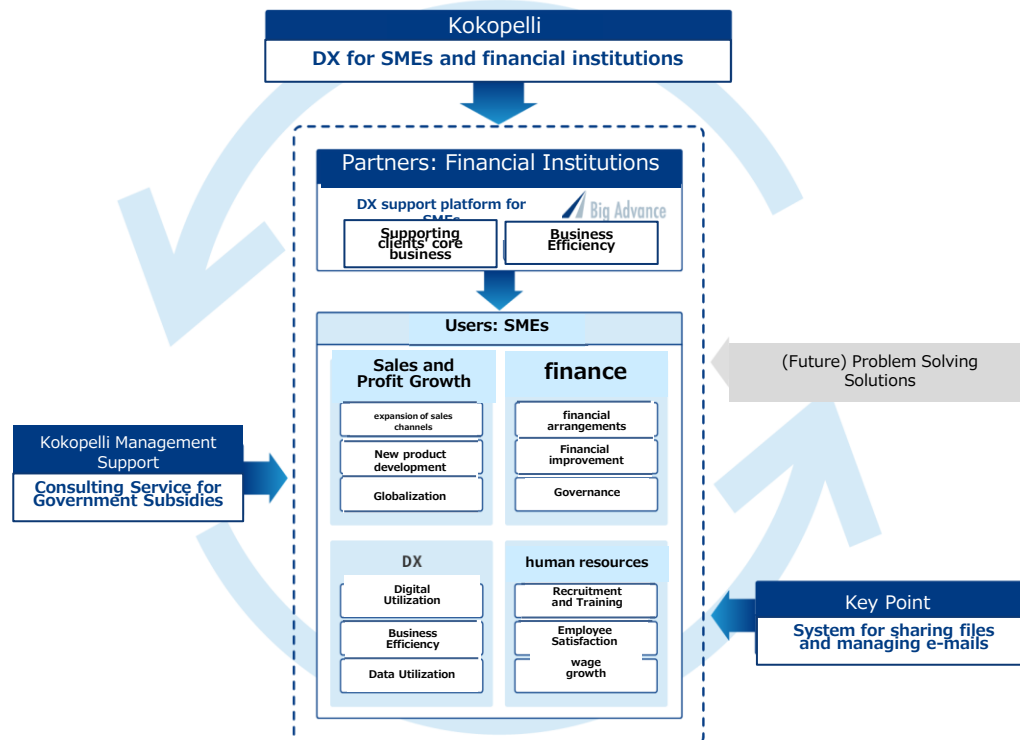 Kokopelli
DX for SMEs and financial institutions
Partners: Financial Institutions
DX support platform for
SMEs
Big Advance
Supporting
clients' core
business
Business
Efficiency
Users: SMEs
Sales and
Profit Growth
expansion of sales
channels
New product
development
Globalization
finance
financial
arrangements
Financial
improvement
Governance
DX
Digital
Utilization
Business
Efficiency
Data Utilization
human resources
Recruitment
and Training
Employee
Satisfaction
wage
growth
Kokopelli Management
Support
Consulting Service for
Government Subsidies
(Future) Problem Solving
Solutions
Key Point
System for sharing files
and managing e-mails